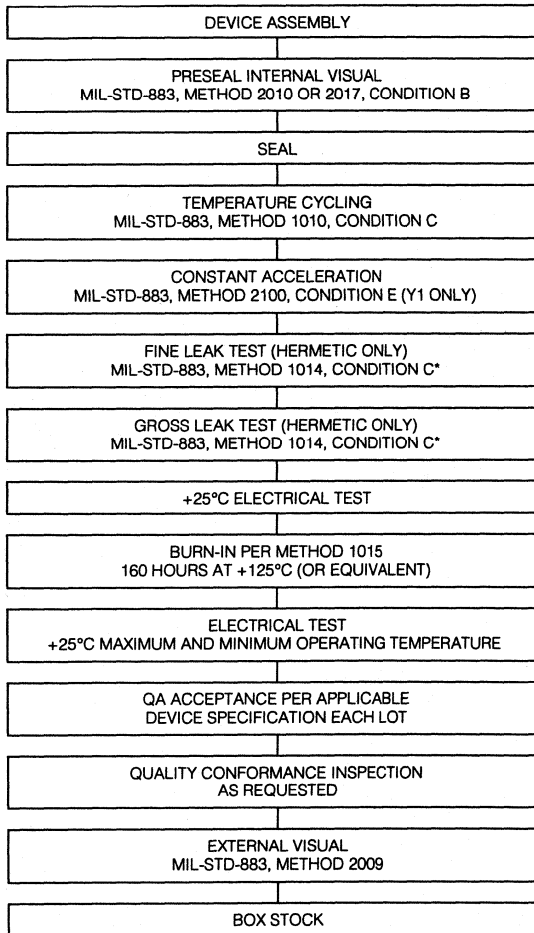 DEVICE ASSEMBLY
PRESEAL INTERNAL VISUAL
MIL-STD-883, METHOD 2010 OR 2017, CONDITION B
SEAL
TEMPERATURE CYCLING
MIL-STD-883, METHOD 1010, CONDITION C
CONSTANT ACCELERATION
MIL-STD-883, METHOD 2100, CONDITION E (Y1 ONLY)
FINE LEAK TEST (HERMETIC ONLY)
MIL-STD-883, METHOD 1014, CONDITION C*
GROSS LEAK TEST (HERMETIC ONLY)
MIL-STD-883, METHOD 1014, CONDITION C*
+25°C ELECTRICAL TEST
BURN-IN PER METHOD 1015
160 HOURS AT +125°C (OR EQUIVALENT)
ELECTRICAL TEST
+25°C MAXIMUM AND MINIMUM OPERATING TEMPERATURE
QA ACCEPTANCE PER APPLICABLE
DEVICE SPECIFICATION EACH LOT
QUALITY CONFORMANCE INSPECTION
AS REQUESTED
EXTERNAL VISUAL
MIL-STD-883, METHOD 2009
BOX STOCK